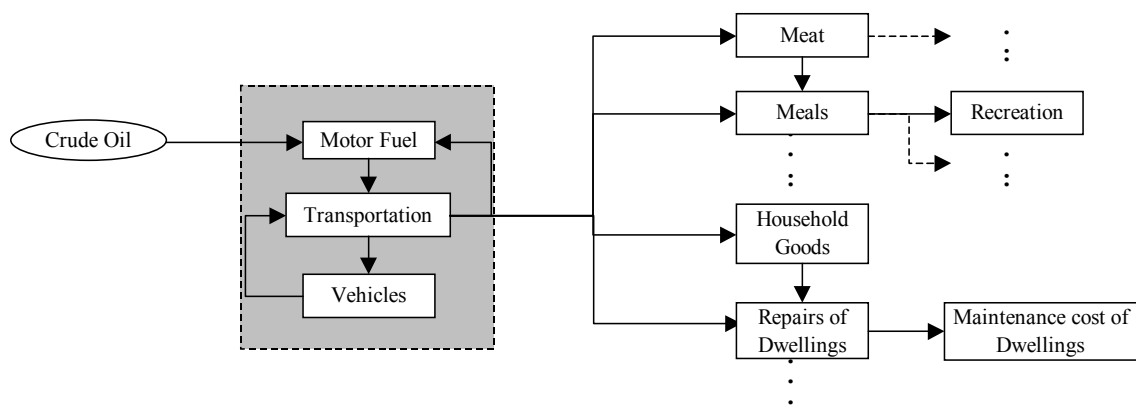 Crude Oil
Motor Fuel
Transportation
Vehicles
Meat
Meals
Recreation
Household
Goods
Repairs of
Dwellings
Maintenance cost of
Dwellings